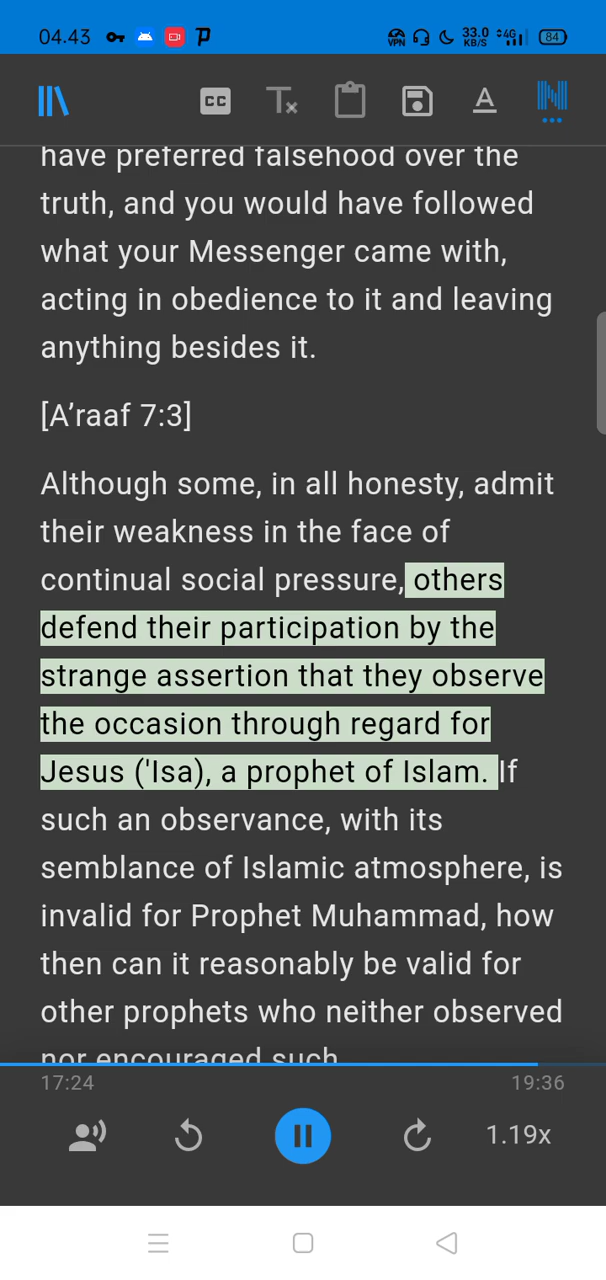 04.43
VPN
33.0
KB/S
4G
84
CC
have preferred falsehood over the
truth, and you would have followed
what your Messenger came with,
acting in obedience to it and leaving
anything besides it.
[A’raaf 7:3]
Although some, in all honesty, admit
their weakness in the face of
continual social pressure, others
defend their participation by the
strange assertion that they observe
the occasion through regard for
Jesus ('Isa), a prophet of Islam. If
such an observance, with its
semblance of Islamic atmosphere, is
invalid for Prophet Muhammad, how
then can it reasonably be valid for
other prophets who neither observed
nor encouraged such
17:24
19:36
1.19x